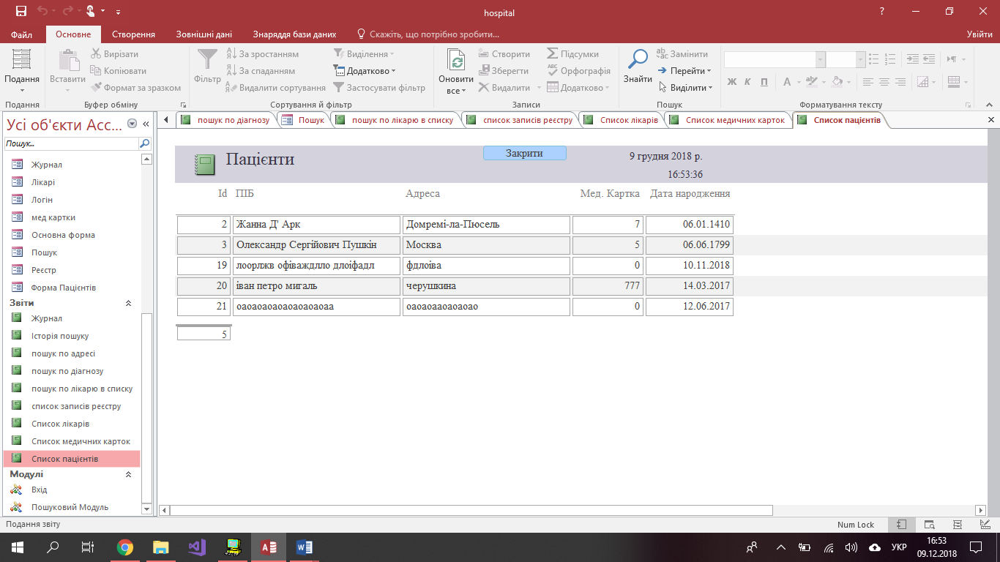 hospital
Файл Основне Створення Зовнішні дані Знаряддя бази даних Скажіть, що потрібно зробити... Увійти
Подання
Вставити
Вирізати
Копіювати
Формат за зразком
Фільтр
За зростанням
За спаданням
Видалити сортування
Виділення
Додатково
Застосувати фільтр
Оновити все
Створити
Зберегти
Видалити
Підсумки
Орфографія
Додатково
Знайти
Замінити
Перейти
Виділити
Ж К П А
Подання Буфер обміну Сортування й фільтр Записи Пошук Форматування тексту
Усі об'єкти Acc...
Пошук...
Журнал
Лікарі
Логін
мед картки
Основна форма
Пошук
Реєстр
Форма Пацієнтів
Звіти
Журнал
Історія пошуку
пошук по адресі
пошук по діагнозу
пошук по лікарю в списку
список записів реєстру
Список лікарів
Список медичних карток
Список пацієнтів
Модулі
Вхід
Пошуковий Модуль
пошук по діагнозу Пошук пошук по лікарю в списку список записів реєстру Список лікарів Список медичних карток Список пацієнтів
Пацієнти Закрити 9 грудня 2018 р.
16:53:36
Id ПІБ Адреса Мед. Картка Дата народження
2 Жанна Д' Арк Домремі-ла-Пюсель 7 06.01.1410
3 Олександр Сергійович Пушкін Москва 5 06.06.1799
19 лоорлжв офіваждлло длоіфадл фдлоіва 0 10.11.2018
20 іван петро мигаль черушкина 777 14.03.2017
21 оаоаоаоаоаоаоаоаоаа оаоаоааоаоаоао 0 12.06.2017
5
Подання звіту Num Lock
УКР 16:53
09.12.2018